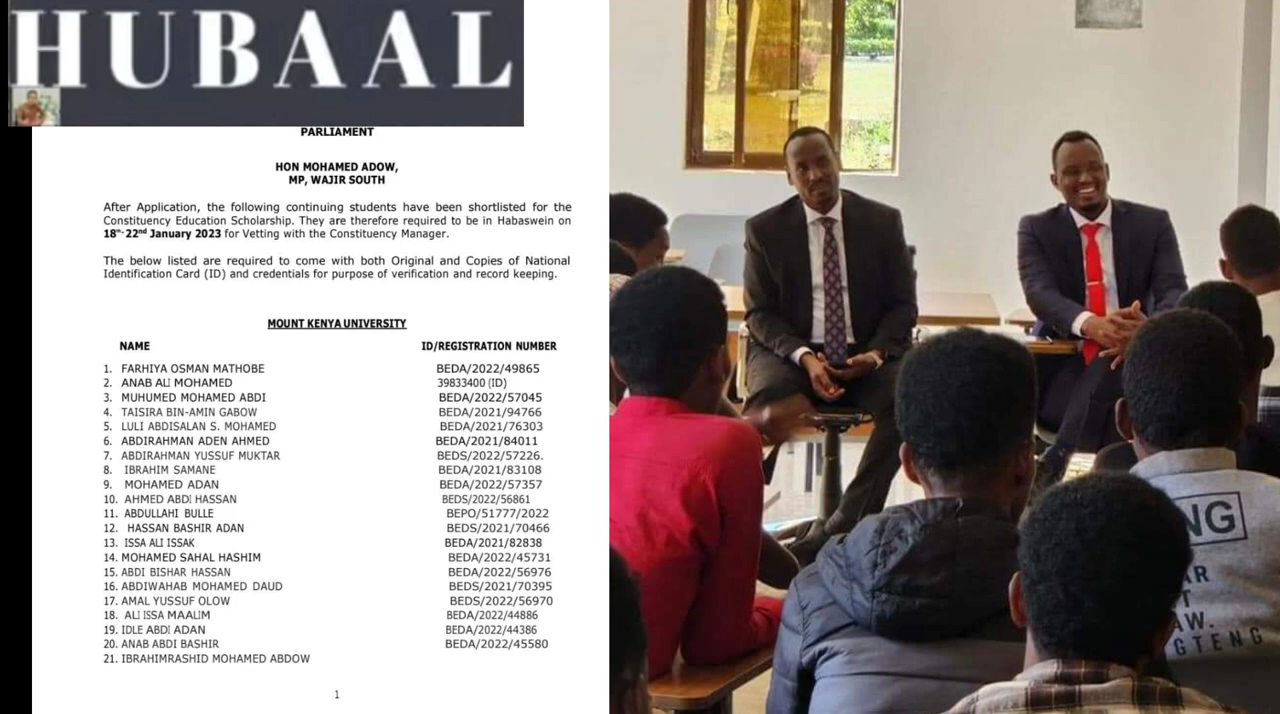 HUBAAL
PARLIAMENT
HON MOHAMED ADOW,
MP, WAJIR SOUTH
After Application, the following continuing students have been shortlisted for the
Constituency Education Scholarship. They are therefore required to be in Habaswein on
18th-22nd January 2023 for Vetting with the Constituency Manager.
The below listed are required to come with both Original and Copies of National
Identification Card (ID) and credentials for purpose of verification and record keeping.
MOUNT KENYA UNIVERSITY
NAME ID/REGISTRATION NUMBER
1. FARHIYA OSMAN MATHOBE BEDA/2022/49865
2. ANAB ALI MOHAMED 39833400 (ID)
3. MUHUMED MOHAMED ABDI BEDA/2022/57045
4. TAISIRA BIN-AMIN GABOW BEDA/2021/94766
5. LULI ABDISALAN S. MOHAMED BEDA/2021/76303
6. ABDIRAHMAN ADEN AHMED BEDA/2021/84011
7. ABDIRAHMAN YUSSUF MUKTAR BEDS/2022/57226.
8. IBRAHIM SAMANE BEDA/2021/83108
9. MOHAMED ADAN BEDA/2022/57357
10. AHMED ABDI HASSAN BEDS/2022/56861
11. ABDULLAHI BULLE BEPO/51777/2022
12. HASSAN BASHIR ADAN BEDS/2021/70466
13. ISSA ALI ISSAK BEDA/2021/82838
14. MOHAMED SAHAL HASHIM BEDA/2022/45731
15. ABDI BISHAR HASSAN BEDA/2022/56976
16. ABDIWAHAB MOHAMED DAUD BEDS/2021/70395
17. AMAL YUSSUF OLOW BEDS/2022/56970
18. ALI ISSA MAALIM BEDA/2022/44886
19. IDLE ABDI ADAN BEDA/2022/44386
20. ANAB ABDI BASHIR BEDA/2022/45580
21. IBRAHIMRASHID MOHAMED ABDOW
1
NG
AR
T
AW.
GTENG